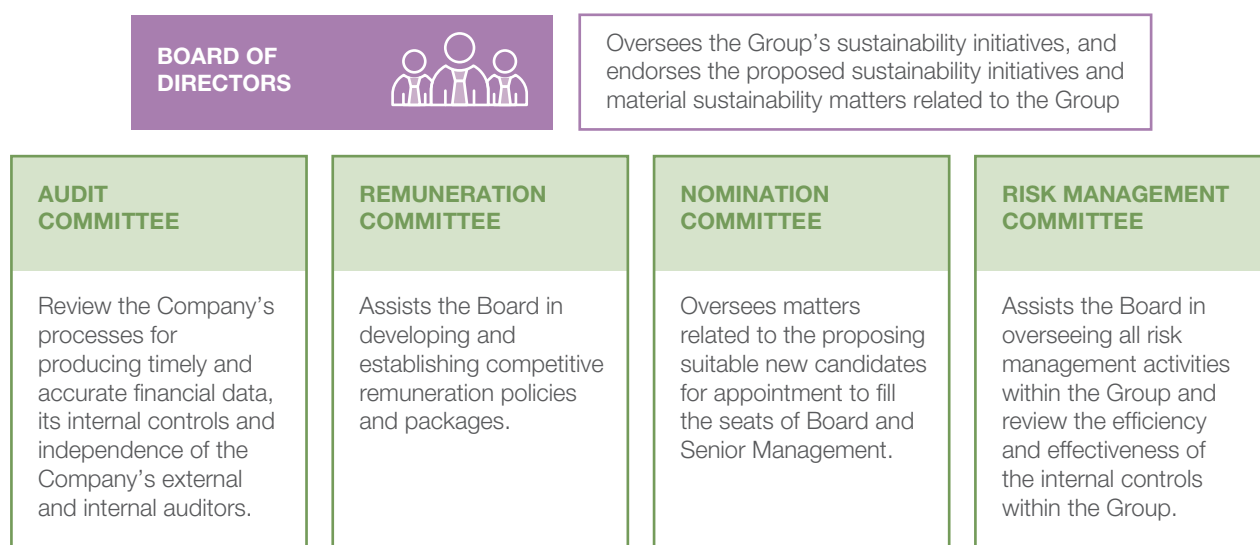 BOARD OF
DIRECTORS
Oversees the Group’s sustainability initiatives, and
endorses the proposed sustainability initiatives and
material sustainability matters related to the Group
AUDIT
COMMITTEE
Review the Company’s
processes for
producing timely and
accurate financial data,
its internal controls and
independence of the
Company’s external
and internal auditors.
REMUNERATION
COMMITTEE
Assists the Board in
developing and
establishing competitive
remuneration policies
and packages.
NOMINATION
COMMITTEE
Oversees matters
related to the proposing
suitable new candidates
for appointment to fill
the seats of Board and
Senior Management.
RISK MANAGEMENT
COMMITTEE
Assists the Board in
overseeing all risk
management activities
within the Group and
review the efficiency
and effectiveness of
the internal controls
within the Group.